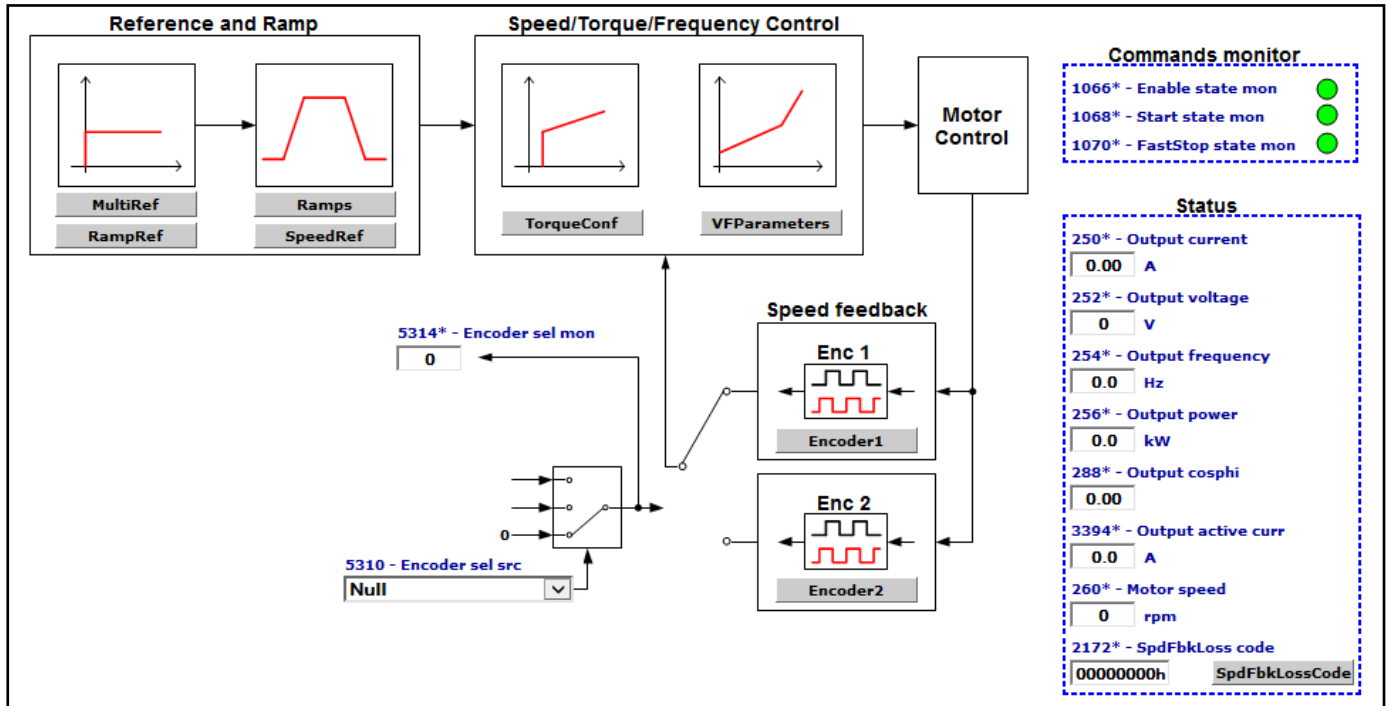 Reference and Ramp
MultiRef
Ramps
RampRef
SpeedRef
Speed/Torque/Frequency Control
TorqueConf
VFParameters
Motor
Control
Commands monitor
1066* - Enable state mon
1068* - Start state mon
1070* - FastStop state mon
Status
250* - Output current
0.00 A
252* - Output voltage
0 V
254* - Output frequency
0.0 Hz
256* - Output power
0.0 kW
288* - Output cosphi
0.00
3394* - Output active curr
0.0 A
260* - Motor speed
0 rpm
2172* - SpdFbkLoss code
00000000h SpdFbkLossCode
Speed feedback
Enc 1
Encoder1
Enc 2
Encoder2
5314* - Encoder sel mon
0
0
5310 - Encoder sel src
Null